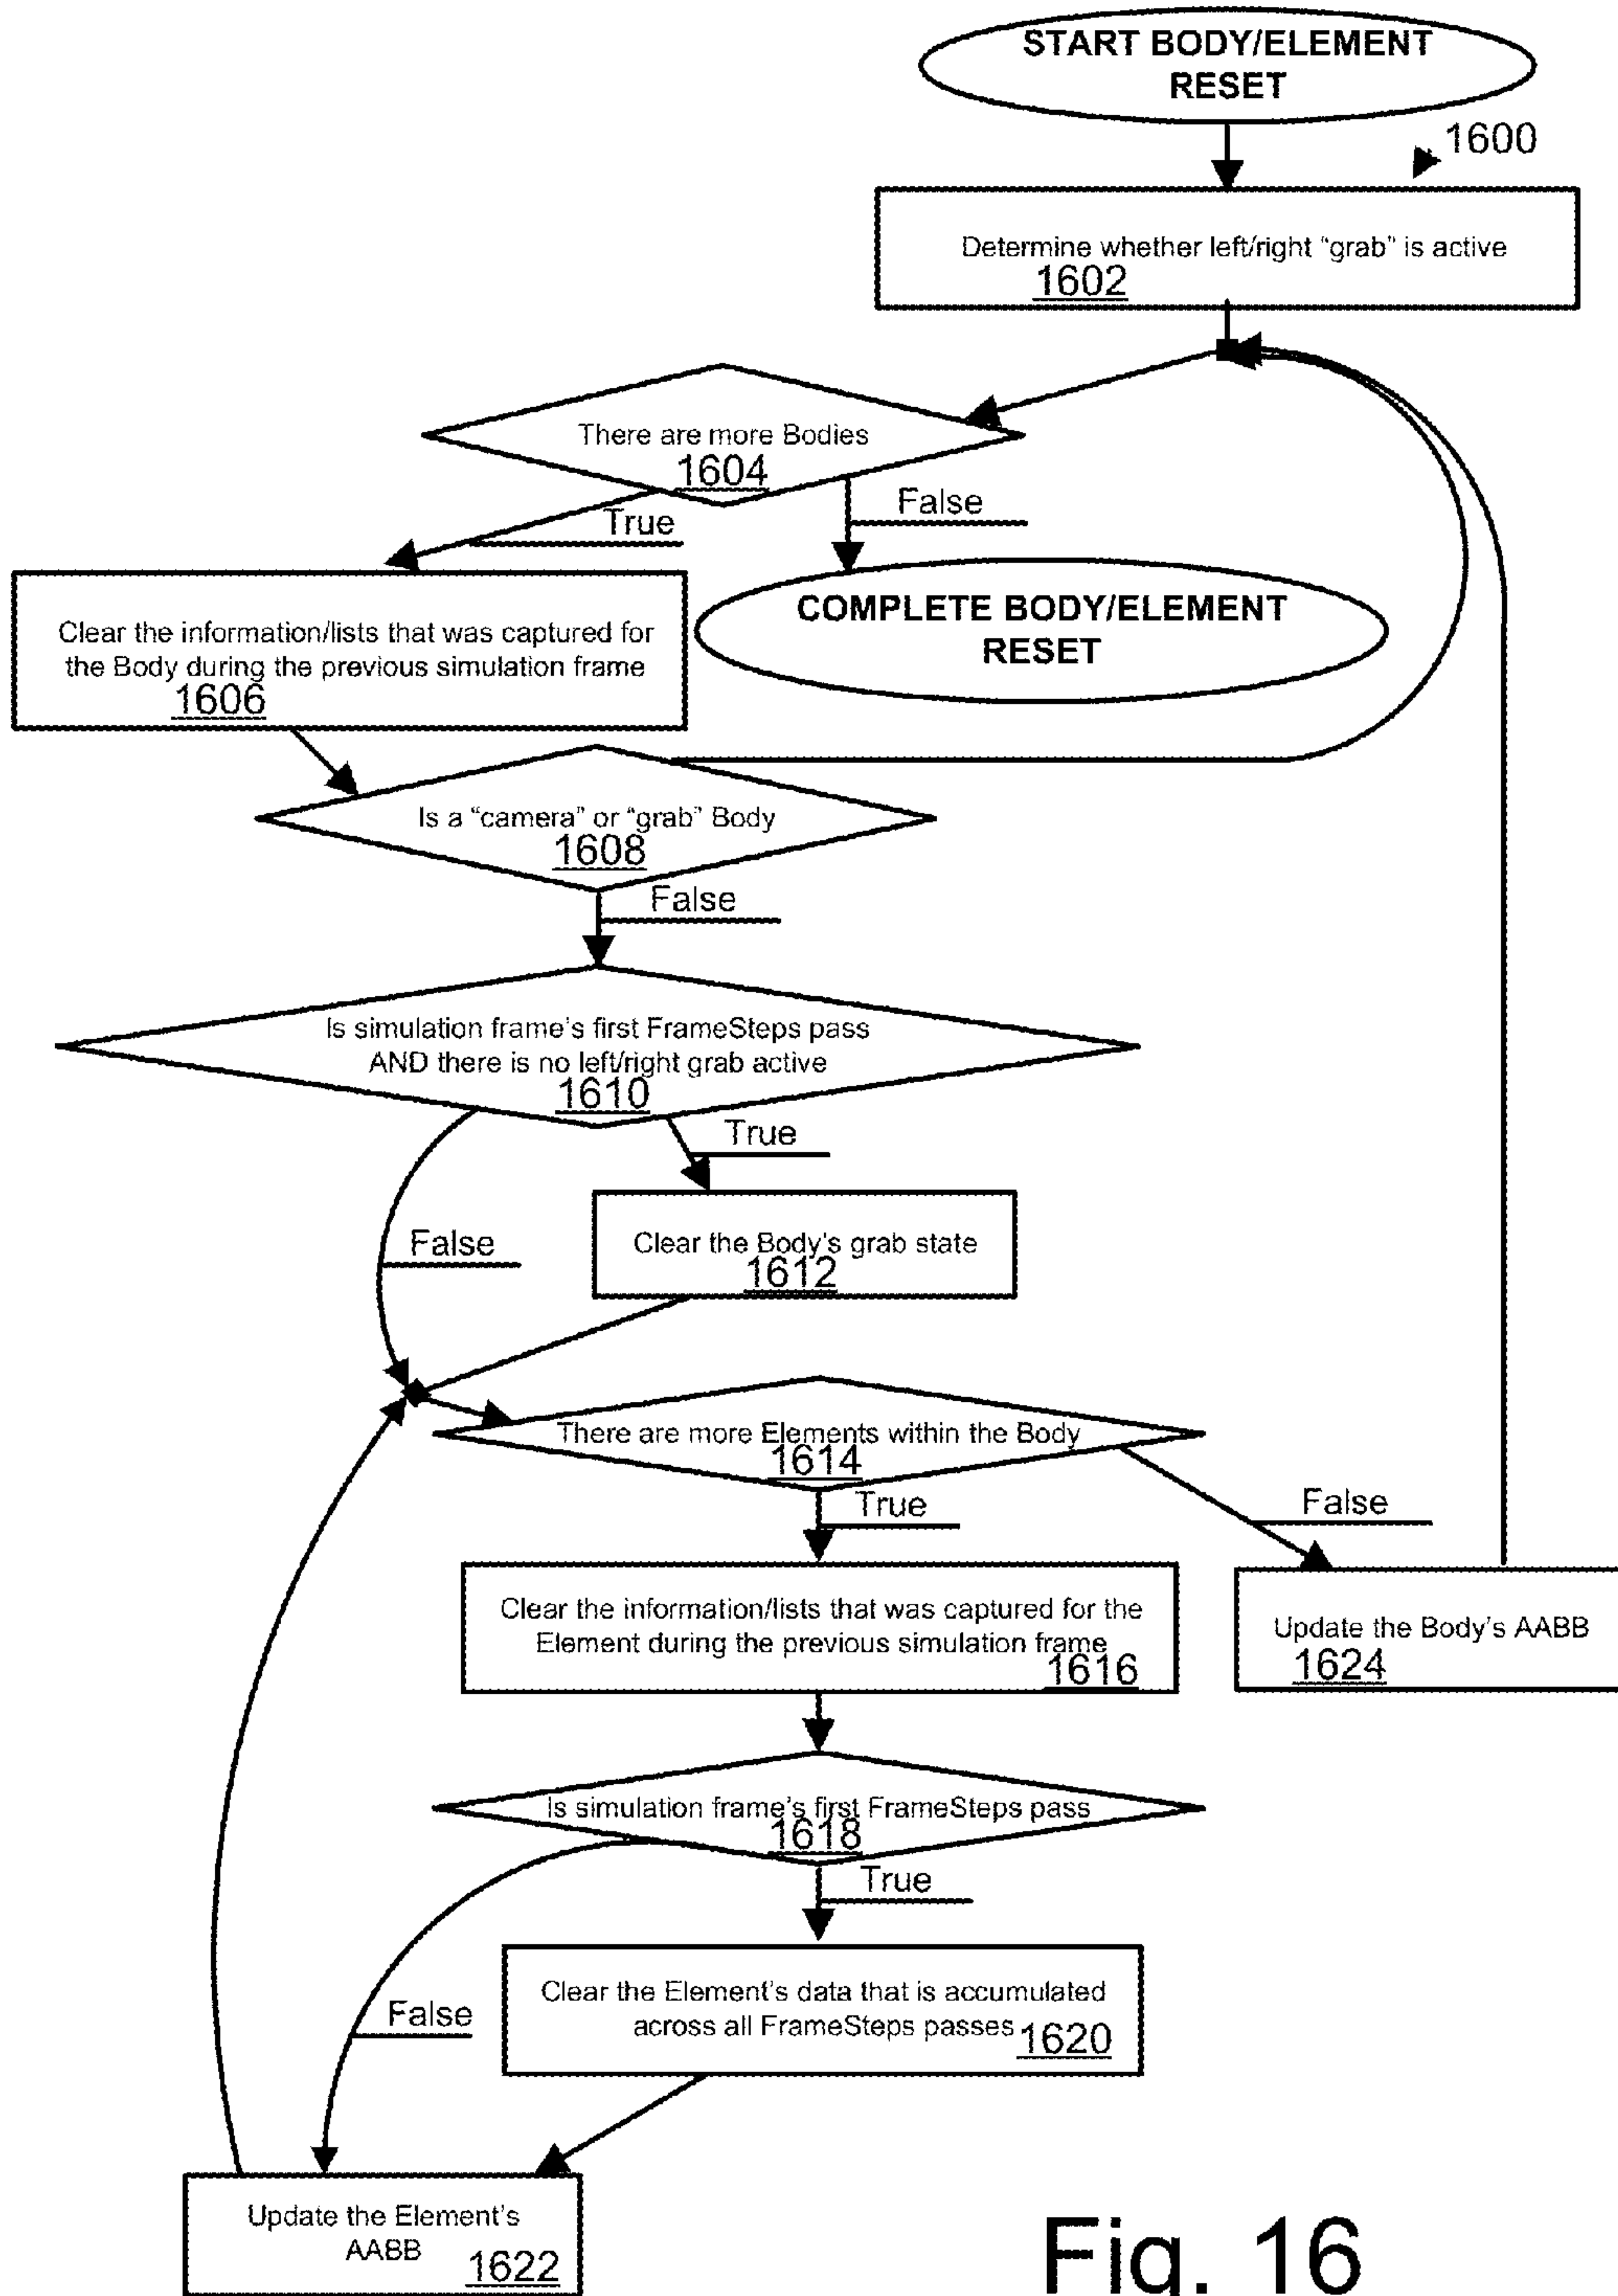 START BODY/ELEMENT
RESET
1600
Determine whether left/right “grab” is active
1602
There are more Bodies
1604
True
False
Clear the information/lists that was captured for
the Body during the previous simulation frame
1606
COMPLETE BODY/ELEMENT
RESET
Is a “camera” or “grab” Body
1608
False
Is simulation frame’s first FrameSteps pass
AND there is no left/right grab active
1610
True
False
Clear the Body’s grab state
1612
There are more Elements within the Body
1614
True
False
Clear the information/lists that was captured for the
Element during the previous simulation frame
1616
Update the Body’s AABB
1624
Is simulation frame’s first FrameSteps pass
1618
True
False
Clear the Element’s data that is accumulated
across all FrameSteps passes
1620
Update the Element’s
AABB
1622
Fig. 16